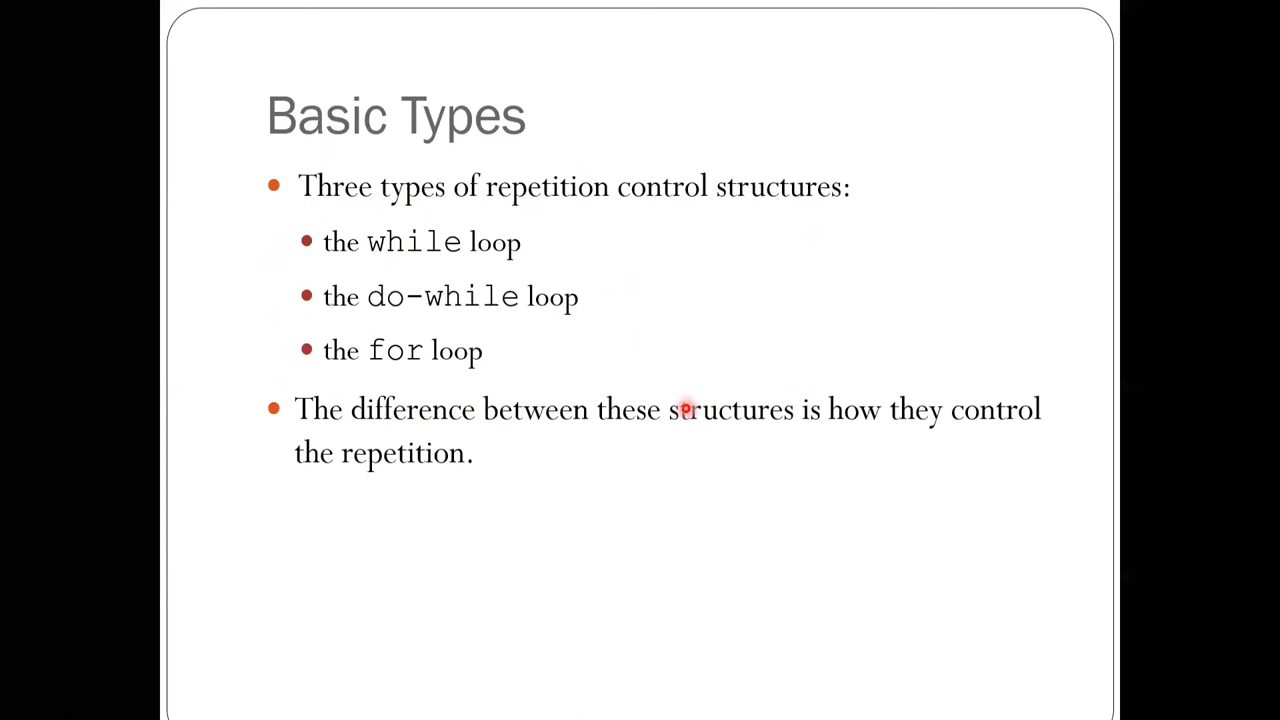 Basic Types
Three types of repetition control structures:
the while loop
the do-while loop
the for loop
The difference between these structures is how they control
the repetition.